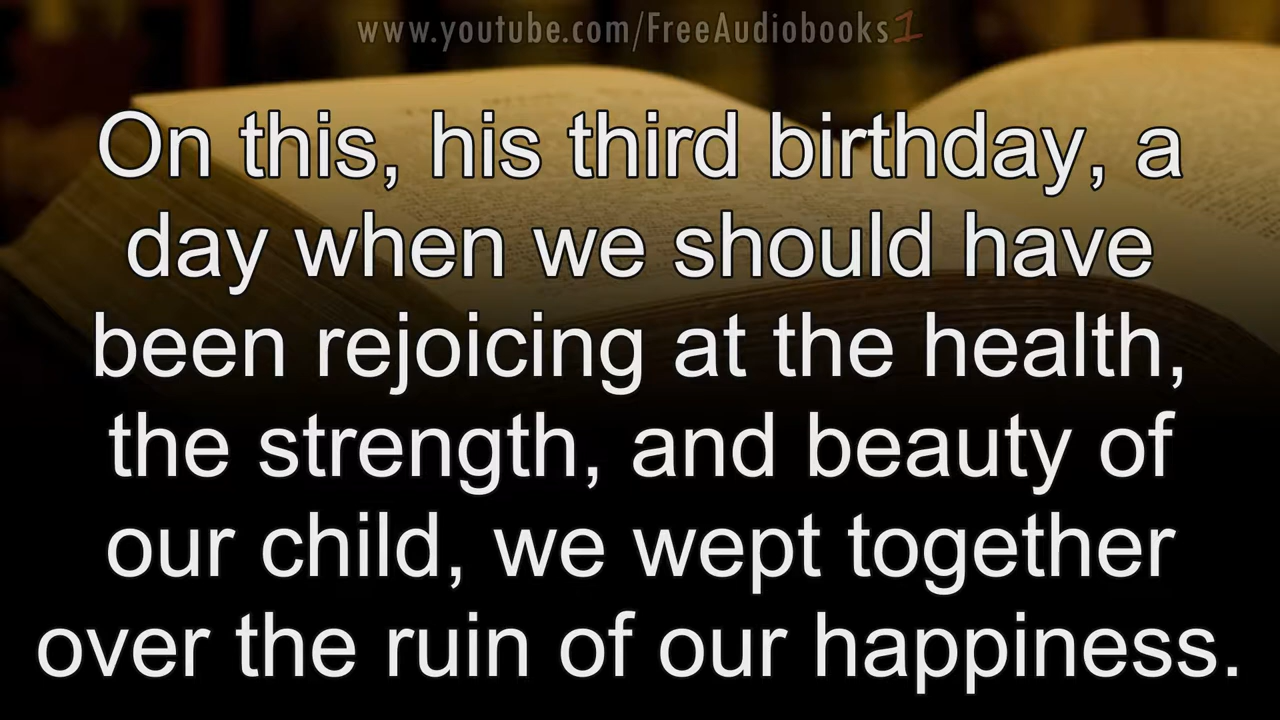 www.youtube.com/FreeAudiobooks1
On this, his third birthday, a
day when we should have
been rejoicing at the health,
the strength, and beauty of
our child, we wept together
over the ruin of our happiness.